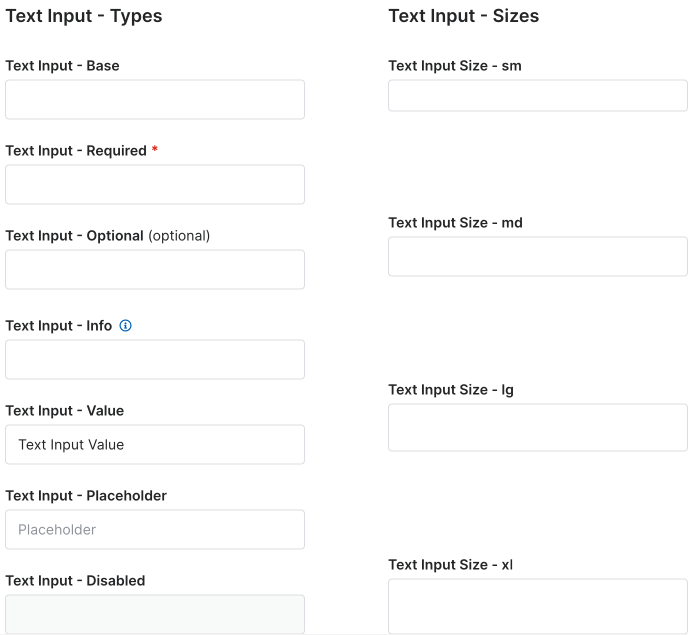 Text Input - Types
Text Input - Base
Text Input - Required *
Text Input - Optional (optional)
Text Input - Info
Text Input - Value
Text Input Value
Text Input - Placeholder
Placeholder
Text Input - Disabled
Text Input - Sizes
Text Input Size - sm
Text Input Size - md
Text Input Size - lg
Text Input Size - xl